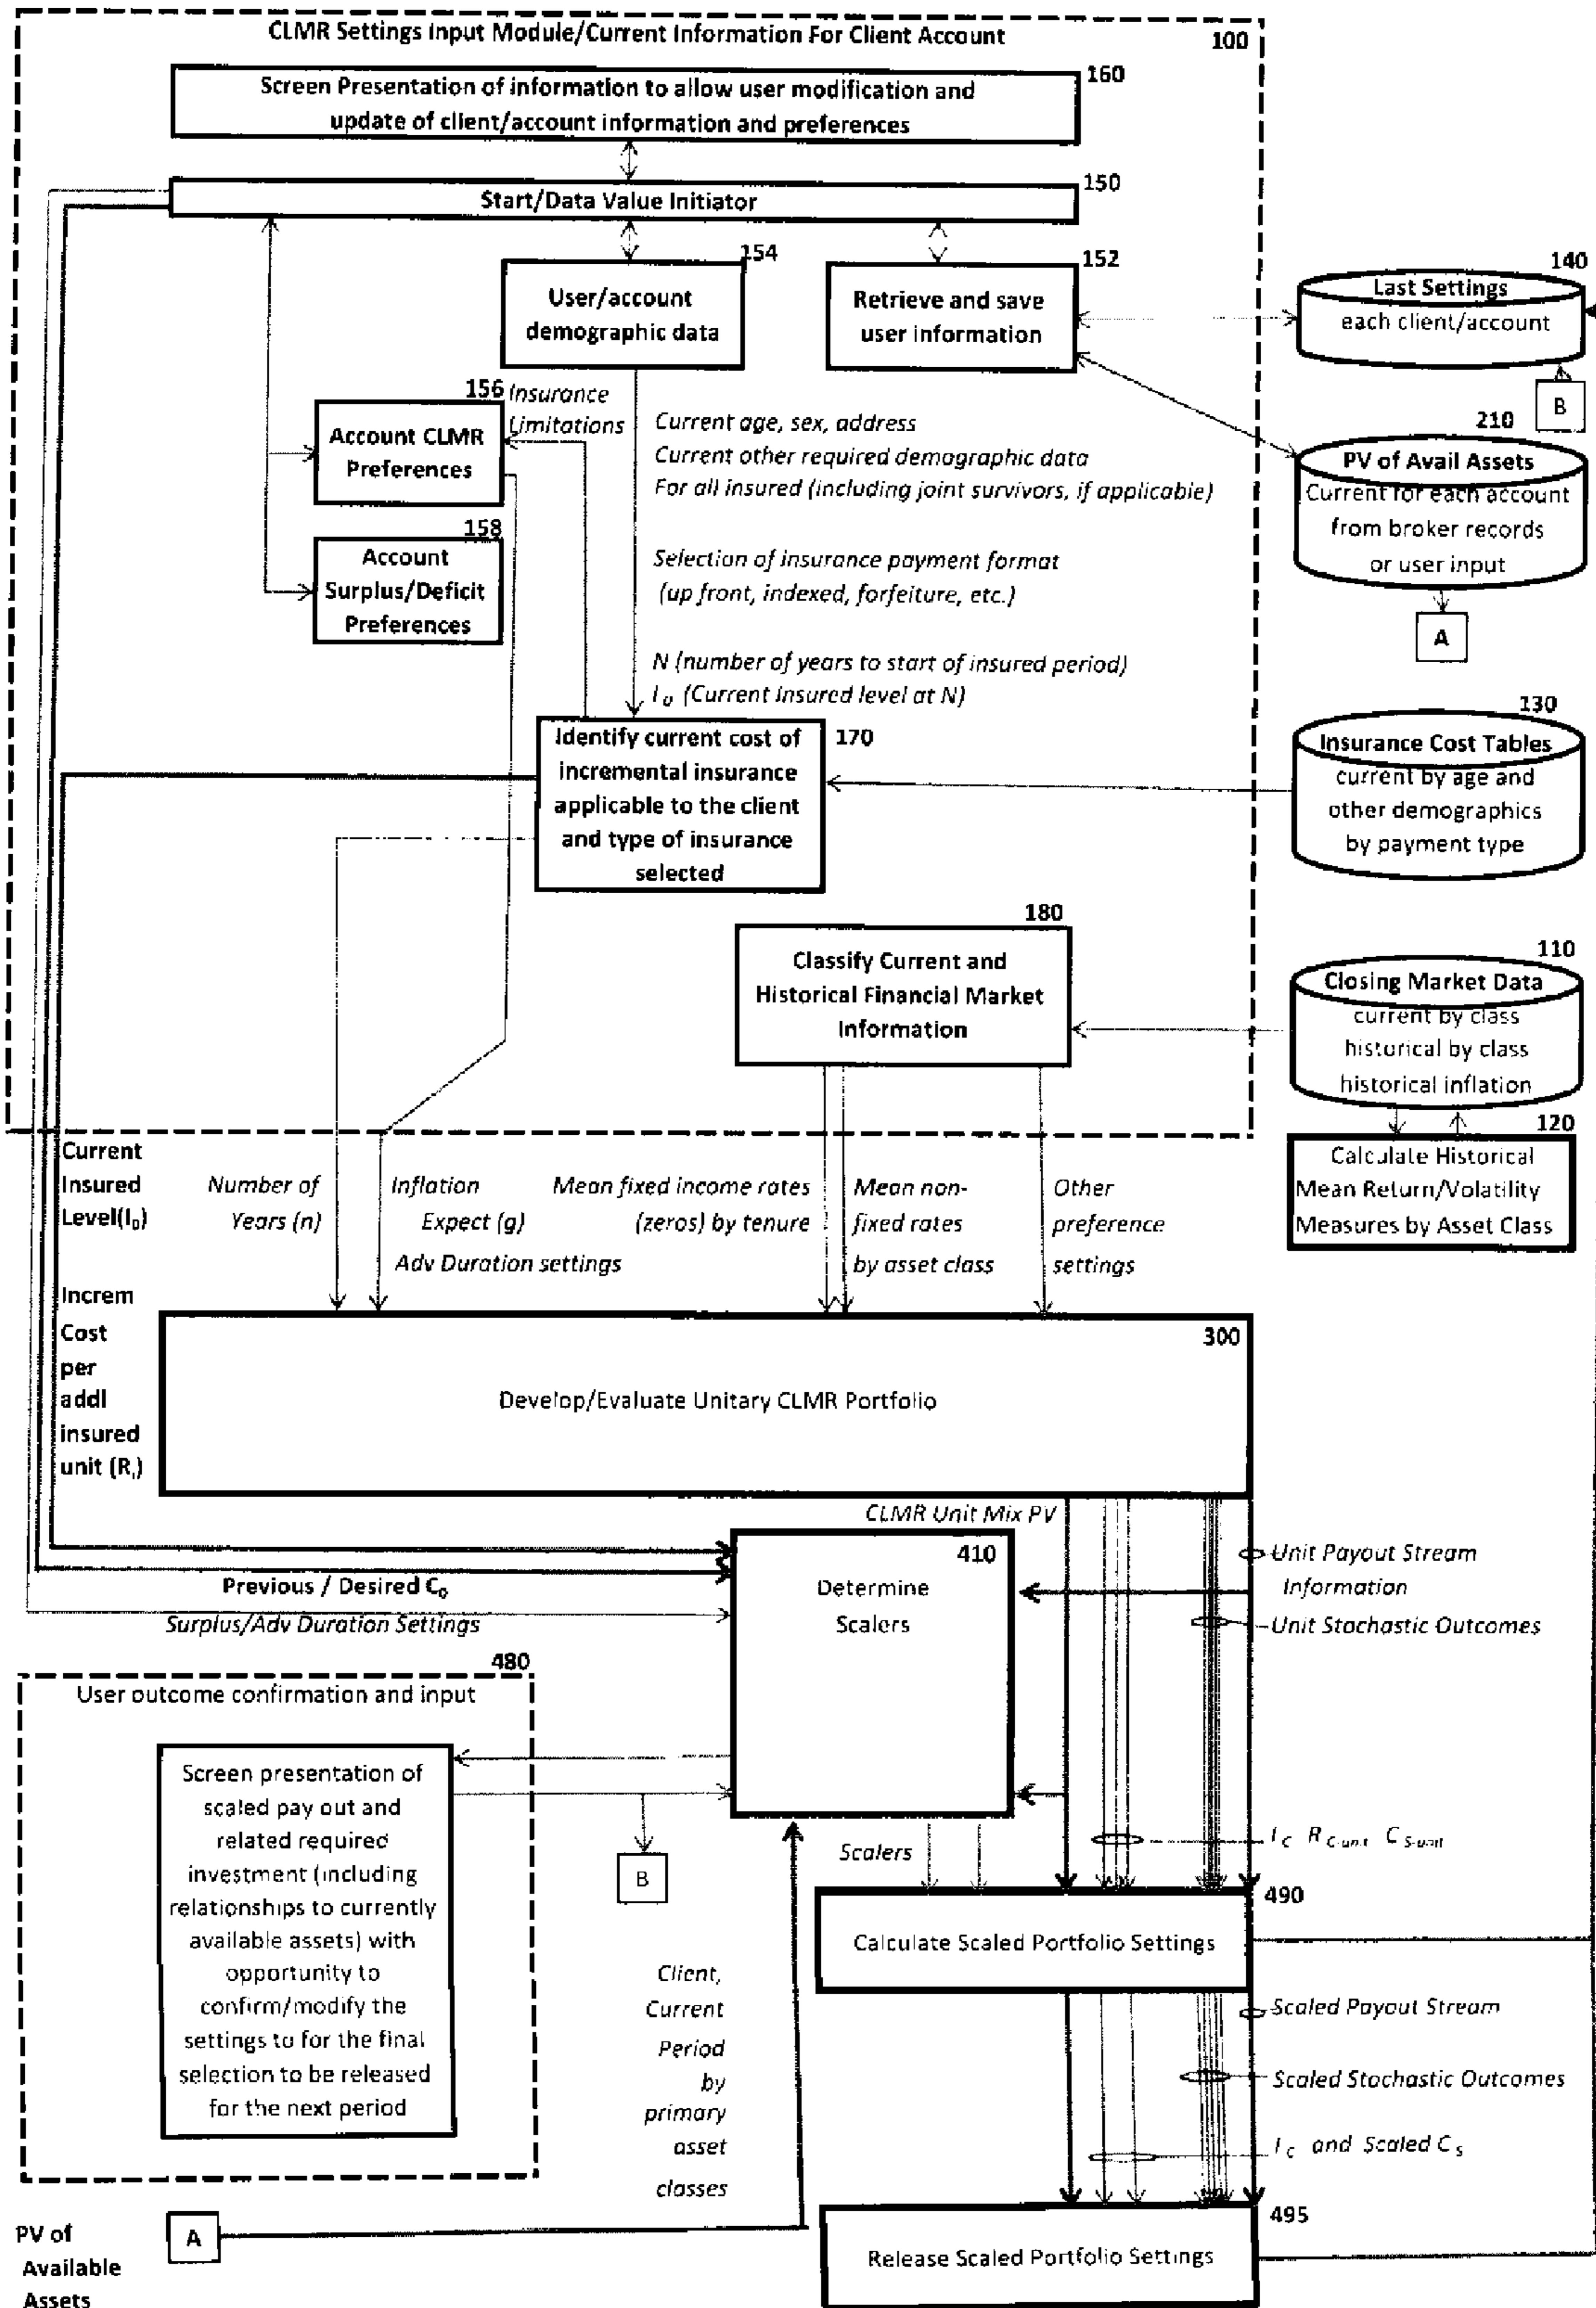 CLMR Settings Input Module/Current Information For Client Account
100
160
Screen Presentation of information to allow user modification and
update of client/account information and preferences
150
Start/Data Value Initiator
154
User/account
demographic data
152
Retrieve and save
user information
140
Last Settings
each client/account
B
156
Insurance
Limitations
Account CLMR
Preferences
Current age, sex, address
Current other required demographic data
For all insured (including joint survivors, if applicable)
210
PV of Avail Assets
Current for each account
from broker records
or user input
A
158
Account
Surplus/Deficit
Preferences
Selection of insurance payment format
(up front, indexed, forfeiture, etc.)
N (number of years to start of insured period)
I0 (Current Insured level at N)
170
Identify current cost of
incremental insurance
applicable to the client
and type of insurance
selected
130
Insurance Cost Tables
current by age and
other demographics
by payment type
180
Classify Current and
Historical Financial Market
Information
110
Closing Market Data
current by class
historical by class
historical inflation
120
Calculate Historical
Mean Return/Volatility
Measures by Asset Class
Current
Insured
Level(I0)
Number of
Years (n)
Inflation
Expect (g)
Adv Duration settings
Mean fixed income rates
(zeros) by tenure
Mean non-
fixed rates
by asset class
Other
preference
settings
Increm
Cost
per
addl
insured
unit (Ri)
300
Develop/Evaluate Unitary CLMR Portfolio
CLMR Unit Mix PV
410
Determine
Scalers
Unit Payout Stream
Information
Unit Stochastic Outcomes
Previous / Desired C0
Surplus/Adv Duration Settings
480
User outcome confirmation and input
Screen presentation of
scaled pay out and
related required
investment (including
relationships to currently
available assets) with
opportunity to
confirm/modify the
settings to for the final
selection to be released
for the next period
B
Scalers
IC RC-unit CS-unit
490
Calculate Scaled Portfolio Settings
Client,
Current
Period
by
primary
asset
classes
Scaled Payout Stream
Scaled Stochastic Outcomes
IC and Scaled CS
495
Release Scaled Portfolio Settings
PV of
Available
Assets
A